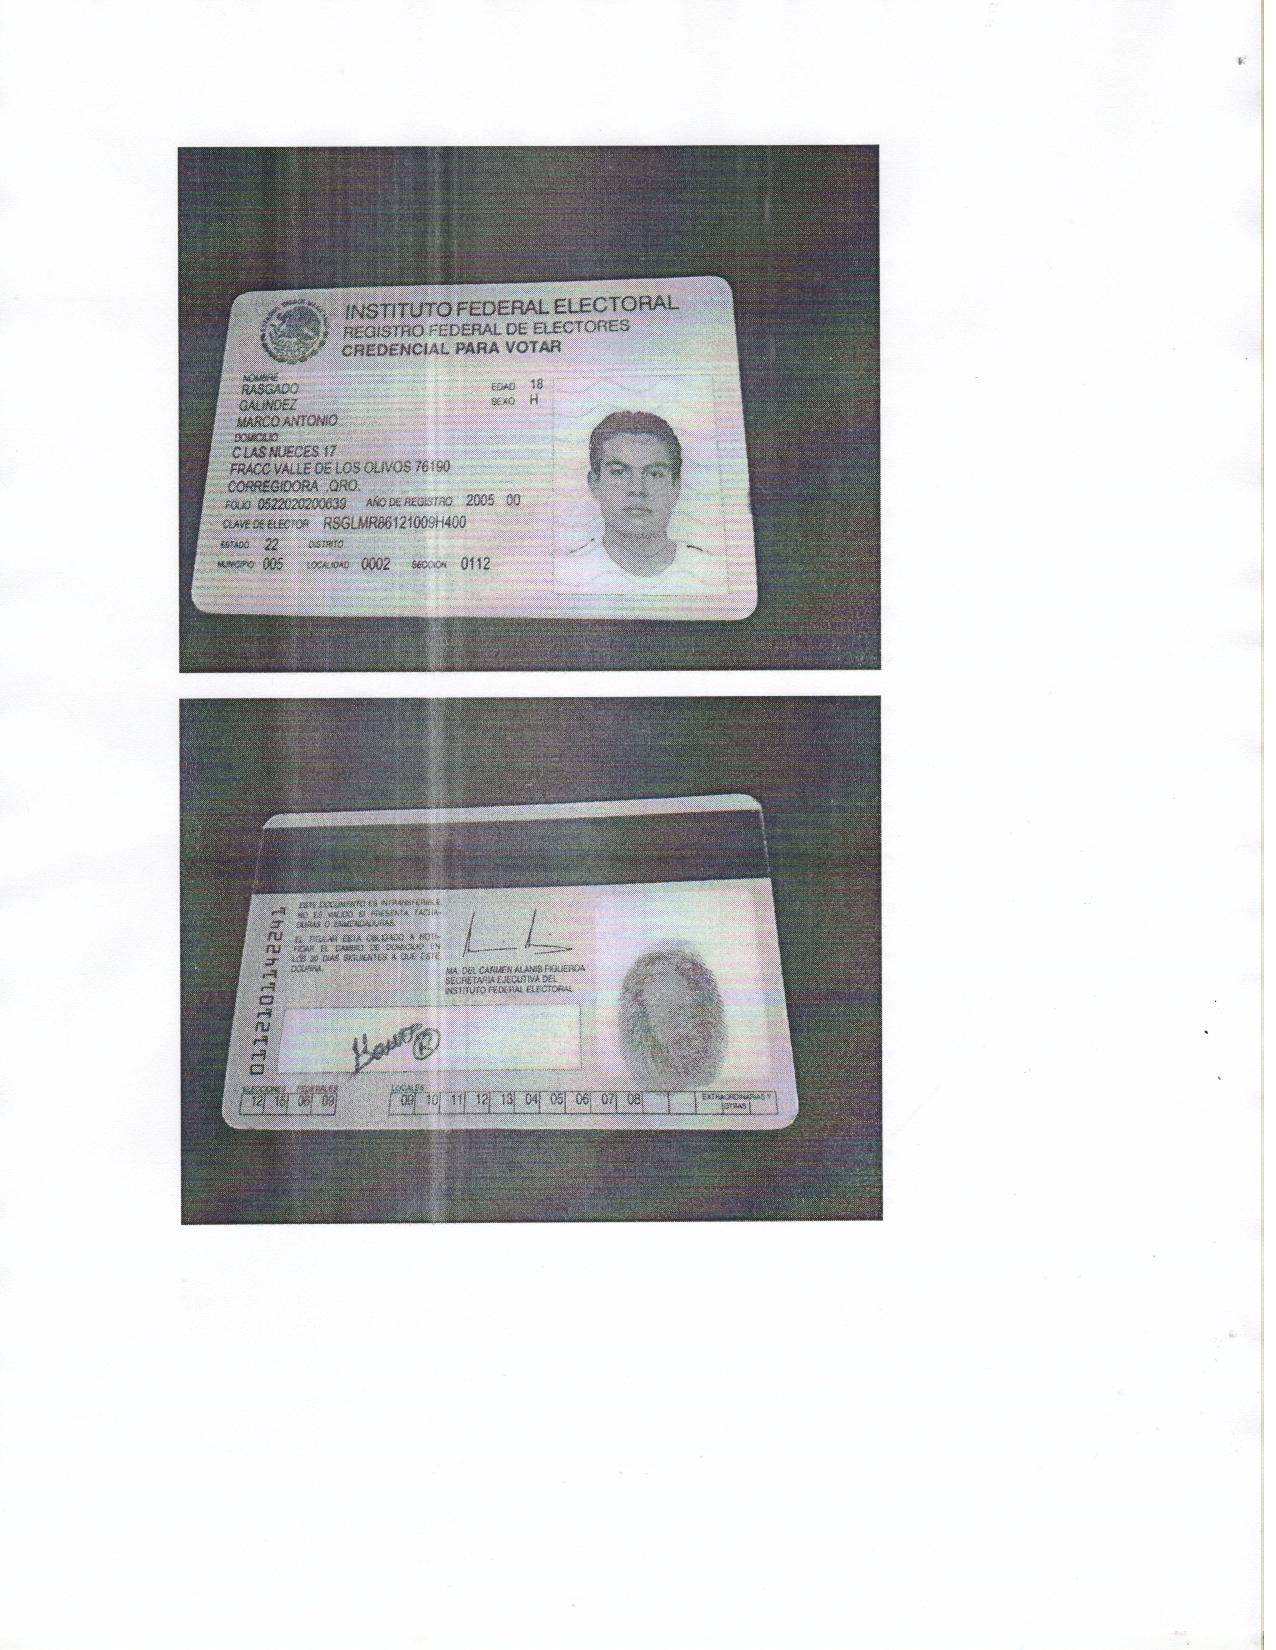 INSTITUTO FEDERAL ELECTORAL
REGISTRO FEDERAL DE ELECTORES
CREDENCIAL PARA VOTAR
NOMBRE
RASGADO
GALINDEZ
MARCO ANTONIO
EDAD 18
SEXO H
DOMICILIO
C LAS NUECES 17
FRACC VALLE DE LOS OLIVOS 76190
CORREGIDORA ,QRO.
FOLIO 0522020200639 AÑO DE REGISTRO 2005 00
CLAVE DE ELECTOR RSGLMR86121009H400
ESTADO 22 DISTRITO
MUNICIPIO 005 LOCALIDAD 0002 SECCION 0112
ESTE DOCUMENTO ES INTRANSFERIBLE
NO ES VALIDO SI PRESENTA TACHA-
DURAS O ENMENDADURAS.
EL TITULAR ESTA OBLIGADO A NOTI-
FICAR EL CAMBIO DE DOMICILIO EN
LOS 30 DIAS SIGUIENTES A QUE ESTE
OCURRA.
MA. DEL CARMEN ALANIS FIGUEROA
SECRETARIA EJECUTIVA DEL
INSTITUTO FEDERAL ELECTORAL
0112101142241
ELECCIONES FEDERALES
12 15 06 09
LOCALES
09 10 11 12 13 04 05 06 07 08
EXTRAORDINARIAS Y
OTRAS